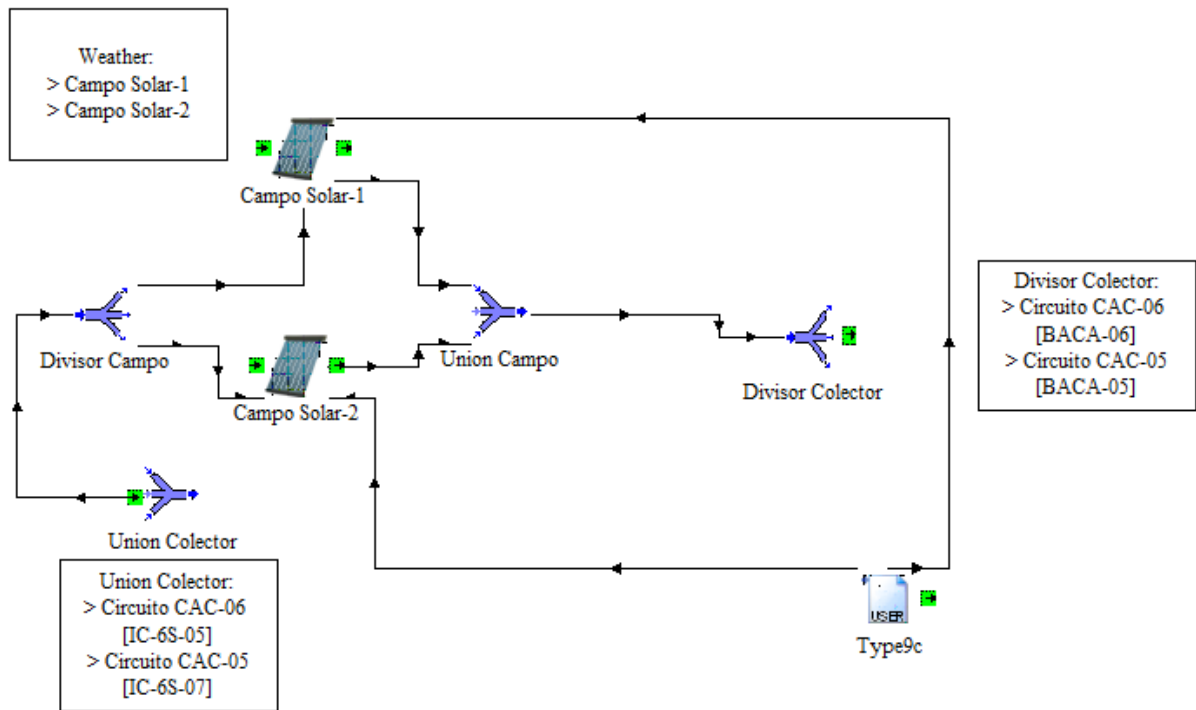 Weather:
> Campo Solar-1
> Campo Solar-2
Campo Solar-1
Divisor Campo
Union Campo
Campo Solar-2
Divisor Colector
Divisor Colector:
> Circuito CAC-06
[BACA-06]
> Circuito CAC-05
[BACA-05]
Union Colector
Union Colector:
> Circuito CAC-06
[IC-6S-05]
> Circuito CAC-05
[IC-6S-07]
USER
Type9c